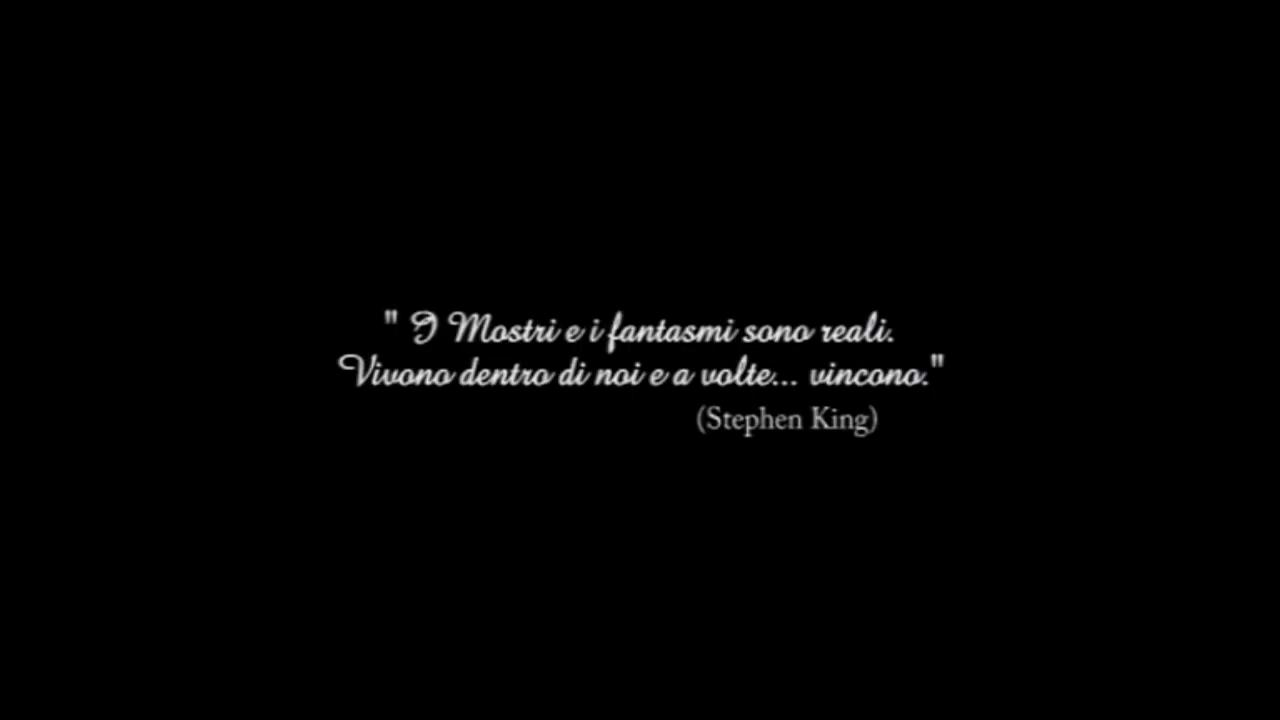 " I Mostri e i fantasmi sono reali.
Vivono dentro di noi e a volte... vincono."
(Stephen King)